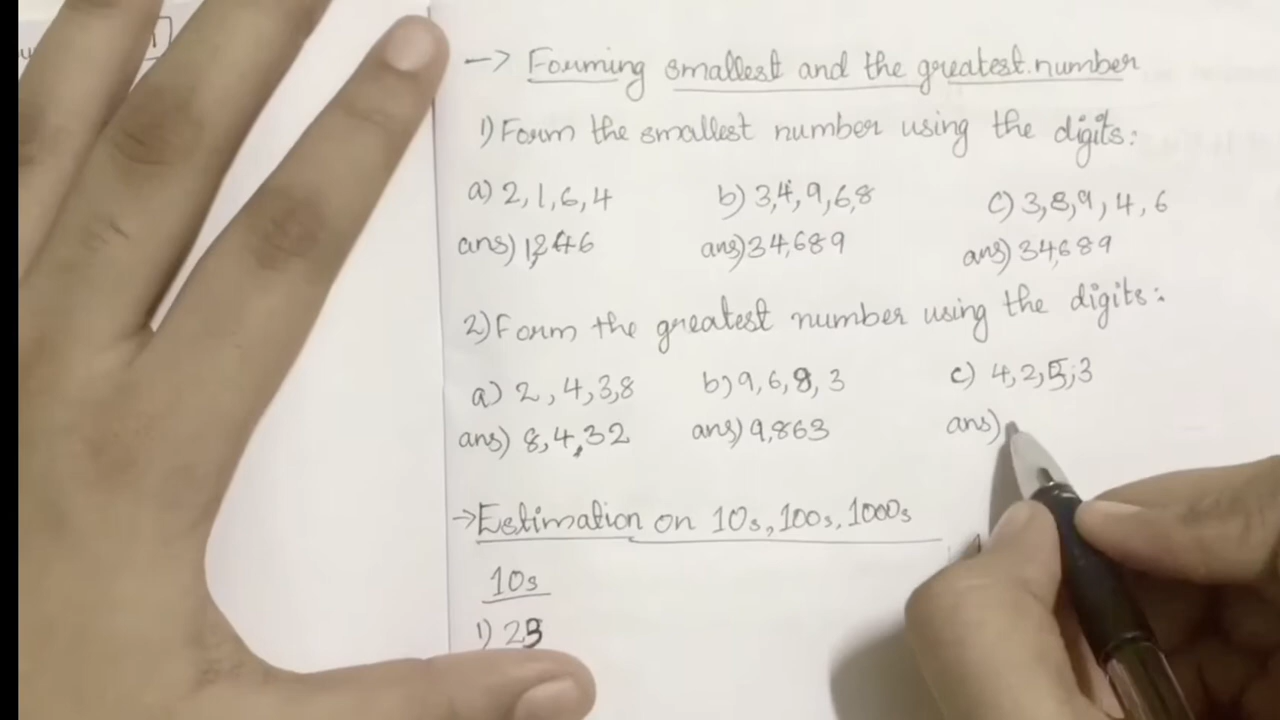 -> Forming smallest and the greatest number
1) Form the smallest number using the digits:
a) 2, 1, 6, 4 b) 3,4, 9, 6,8 c) 3,8,9, 4, 6
ans) 1,246 ans) 34,689 ans) 34,689
2) Form the greatest number using the digits:
a) 2, 4, 3,8 b) 9, 6, 8, 3 c) 4, 2, 5, 3
ans) 8,4,32 ans) 9,863 ans)
-> Estimation on 10s, 100s, 1000s
10s
1)